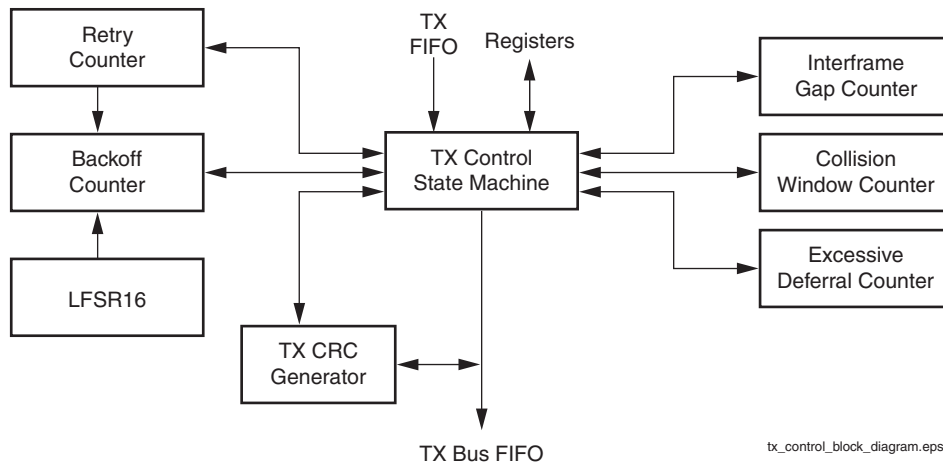 Retry
Counter
TX
FIFO
Registers
Interframe
Gap Counter
Backoff
Counter
TX Control
State Machine
Collision
Window Counter
LFSR16
Excessive
Deferral Counter
TX CRC
Generator
TX Bus FIFO
tx_control_block_diagram.eps